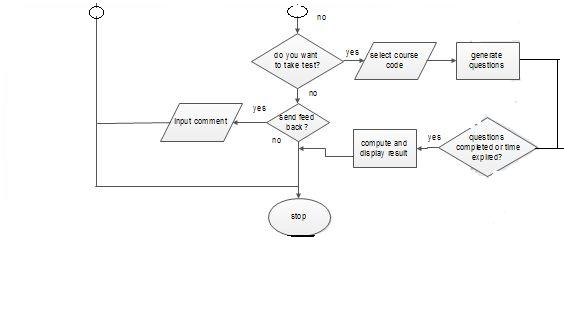 no
do you want
to take test?
yes
select course
code
generate
questions
no
yes
Input comment
send feed
back?
no
compute and
display result
yes
questions
completed or time
expired?
stop